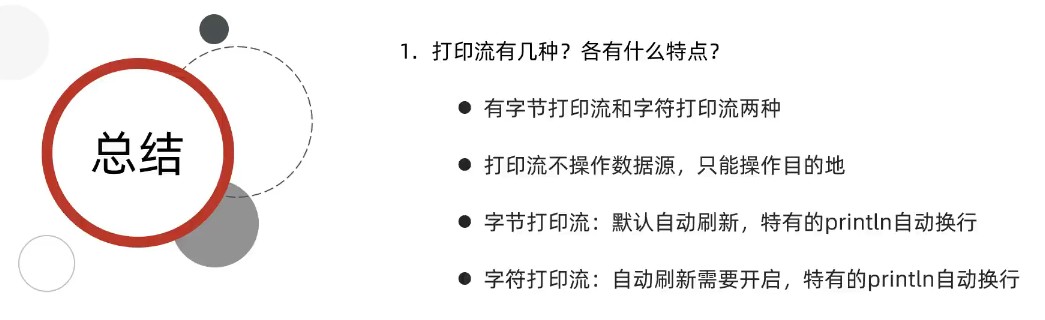 总结
1. 打印流有几种？各有什么特点？
● 有字节打印流和字符打印流两种
● 打印流不操作数据源，只能操作目的地
● 字节打印流：默认自动刷新，特有的println自动换行
● 字符打印流：自动刷新需要开启，特有的println自动换行